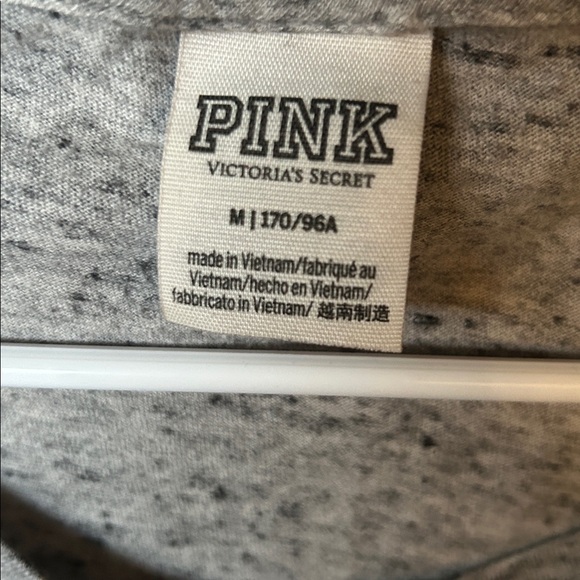 PINK
VICTORIA'S SECRET
M | 170/96A
made in Vietnam/fabriqué au
Vietnam/hecho en Vietnam/
fabbricato in Vietnam/ 越南制造